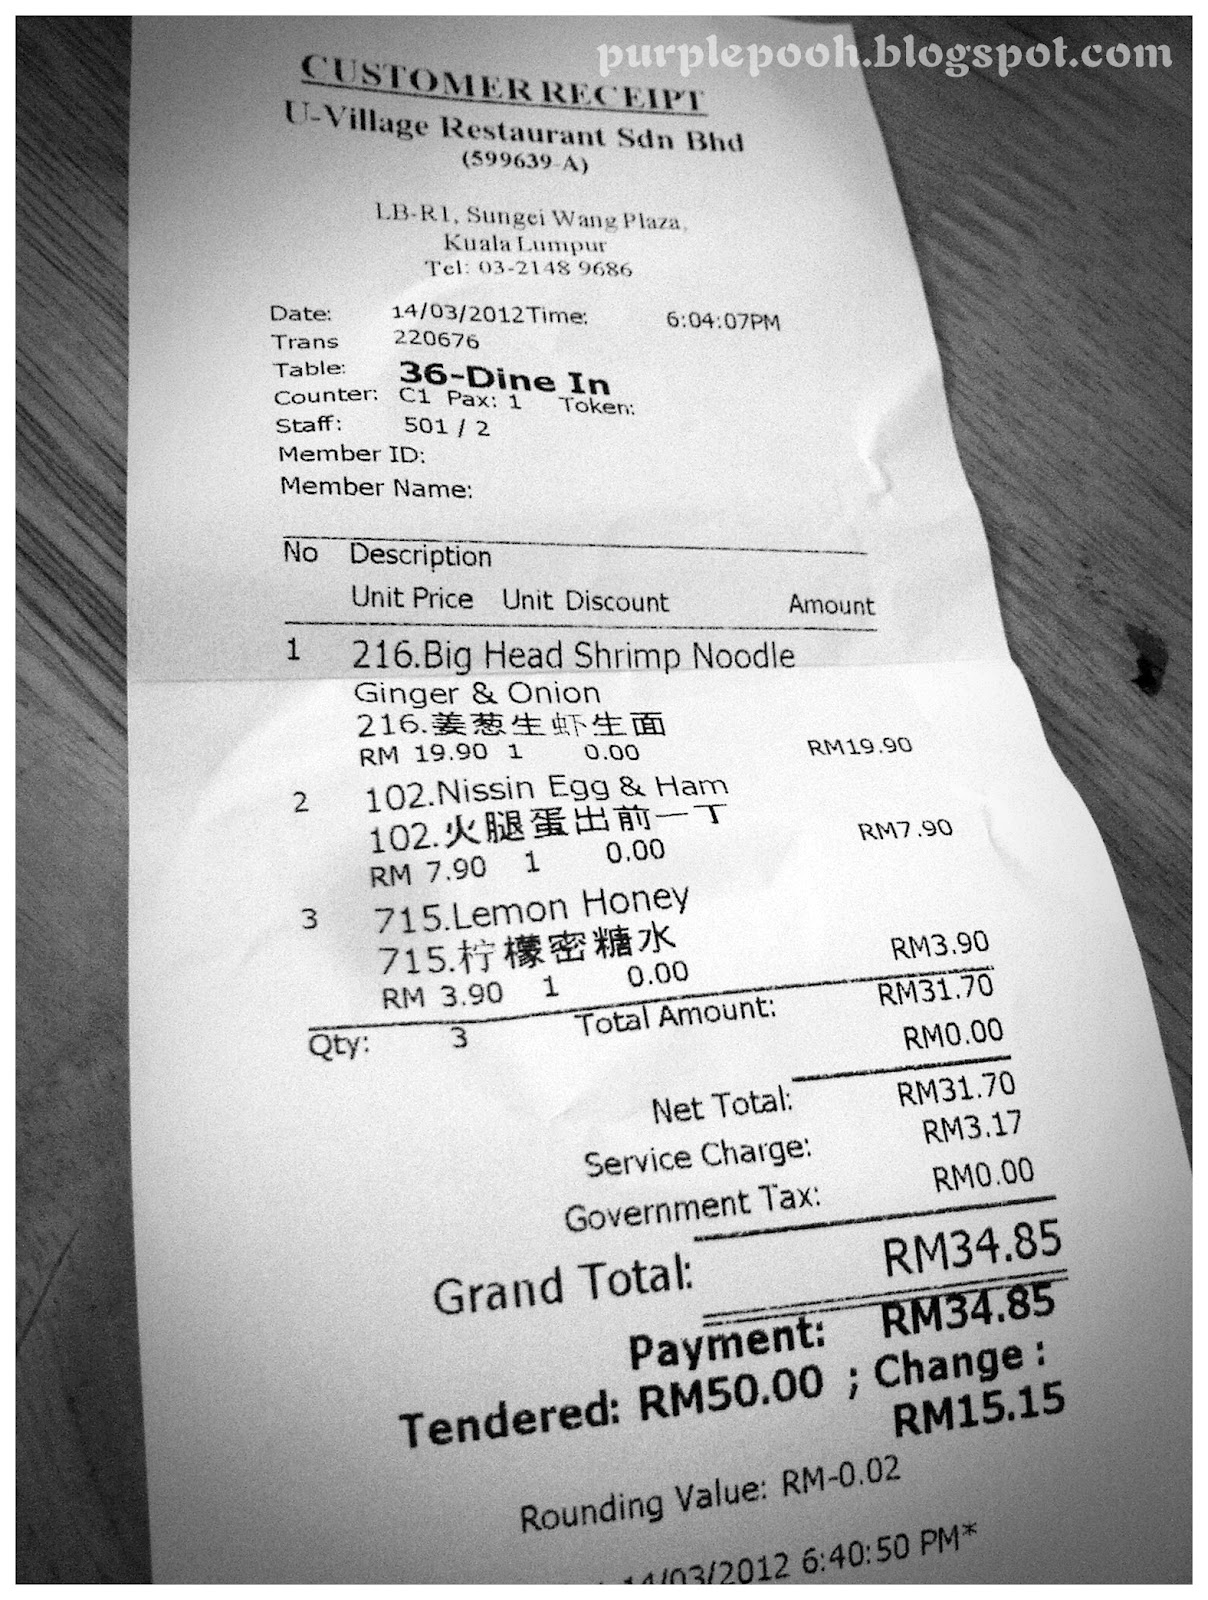 purplepooh.blogspot.com
CUSTOMER RECEIPT
U-Village Restaurant Sdn Bhd
(599639-A)
LB-R1, Sungei Wang Plaza,
Kuala Lumpur
Tel: 03-2148 9686
Date: 14/03/2012 Time: 6:04:07PM
Trans 220676
Table: 36-Dine In
Counter: C1 Pax: 1 Token:
Staff: 501 / 2
Member ID:
Member Name:
No Description
Unit Price Unit Discount Amount
1 216.Big Head Shrimp Noodle
Ginger & Onion
216.姜葱生虾生面
RM 19.90 1 0.00 RM19.90
2 102.Nissin Egg & Ham
102.火腿蛋出前一丁
RM 7.90 1 0.00 RM7.90
3 715.Lemon Honey
715.柠檬密糖水
RM 3.90 1 0.00 RM3.90
Qty: 3 Total Amount: RM31.70
RM0.00
Net Total: RM31.70
Service Charge: RM3.17
Government Tax: RM0.00
Grand Total: RM34.85
Payment: RM34.85
Tendered: RM50.00 ; Change :
RM15.15
Rounding Value: RM-0.02
14/03/2012 6:40:50 PM*